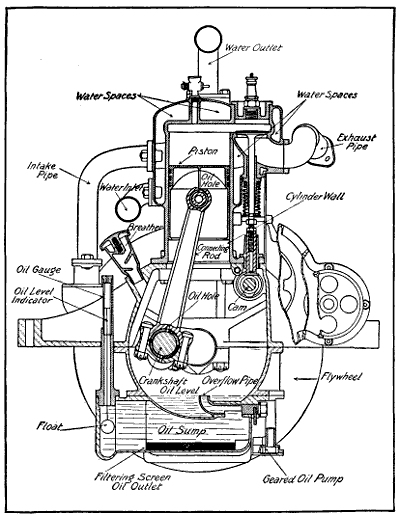 Water Outlet
Water Spaces
Water Spaces
Exhaust
Pipe
Piston
Intake
Pipe
Oil
Hole
Water Inlet
Cylinder Wall
Breather
Connecting
Rod
Oil Gauge
Oil Level
Indicator
Oil Hole
Cam
Crankshaft
Oil Level
Overflow Pipe
Flywheel
Float
Oil Sump
Filtering Screen
Oil Outlet
Geared Oil Pump